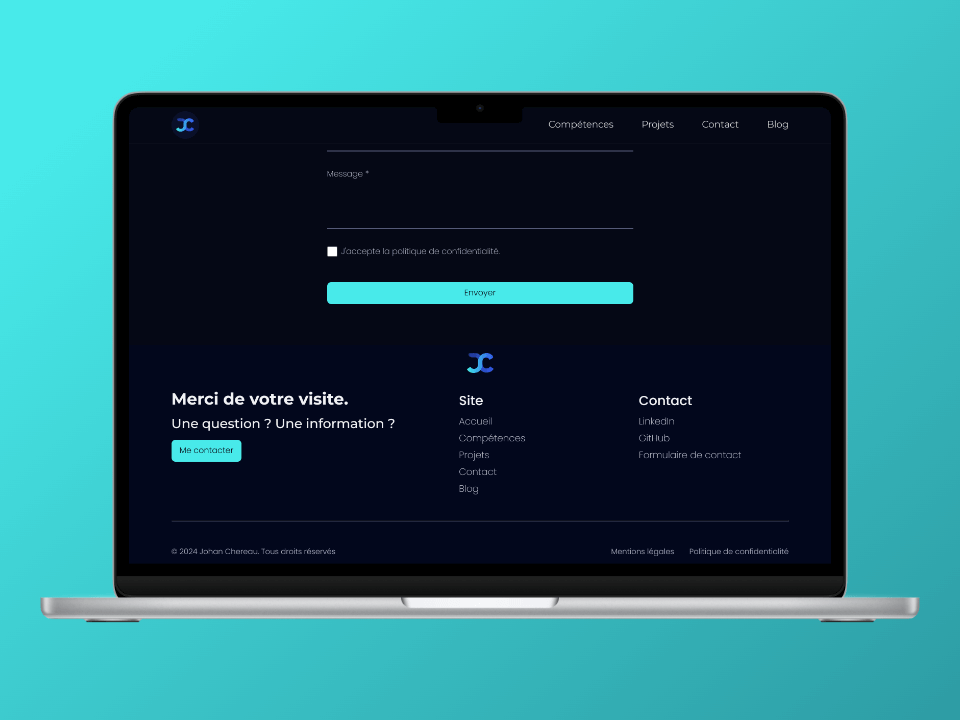 JC
Compétences Projets Contact Blog
Message *
J'accepte la politique de confidentialité.
Envoyer
JC
Merci de votre visite.
Une question ? Une information ?
Me contacter
Site
Accueil
Compétences
Projets
Contact
Blog
Contact
LinkedIn
GitHub
Formulaire de contact
© 2024 Johan Chereau. Tous droits réservés
Mentions légales Politique de confidentialité